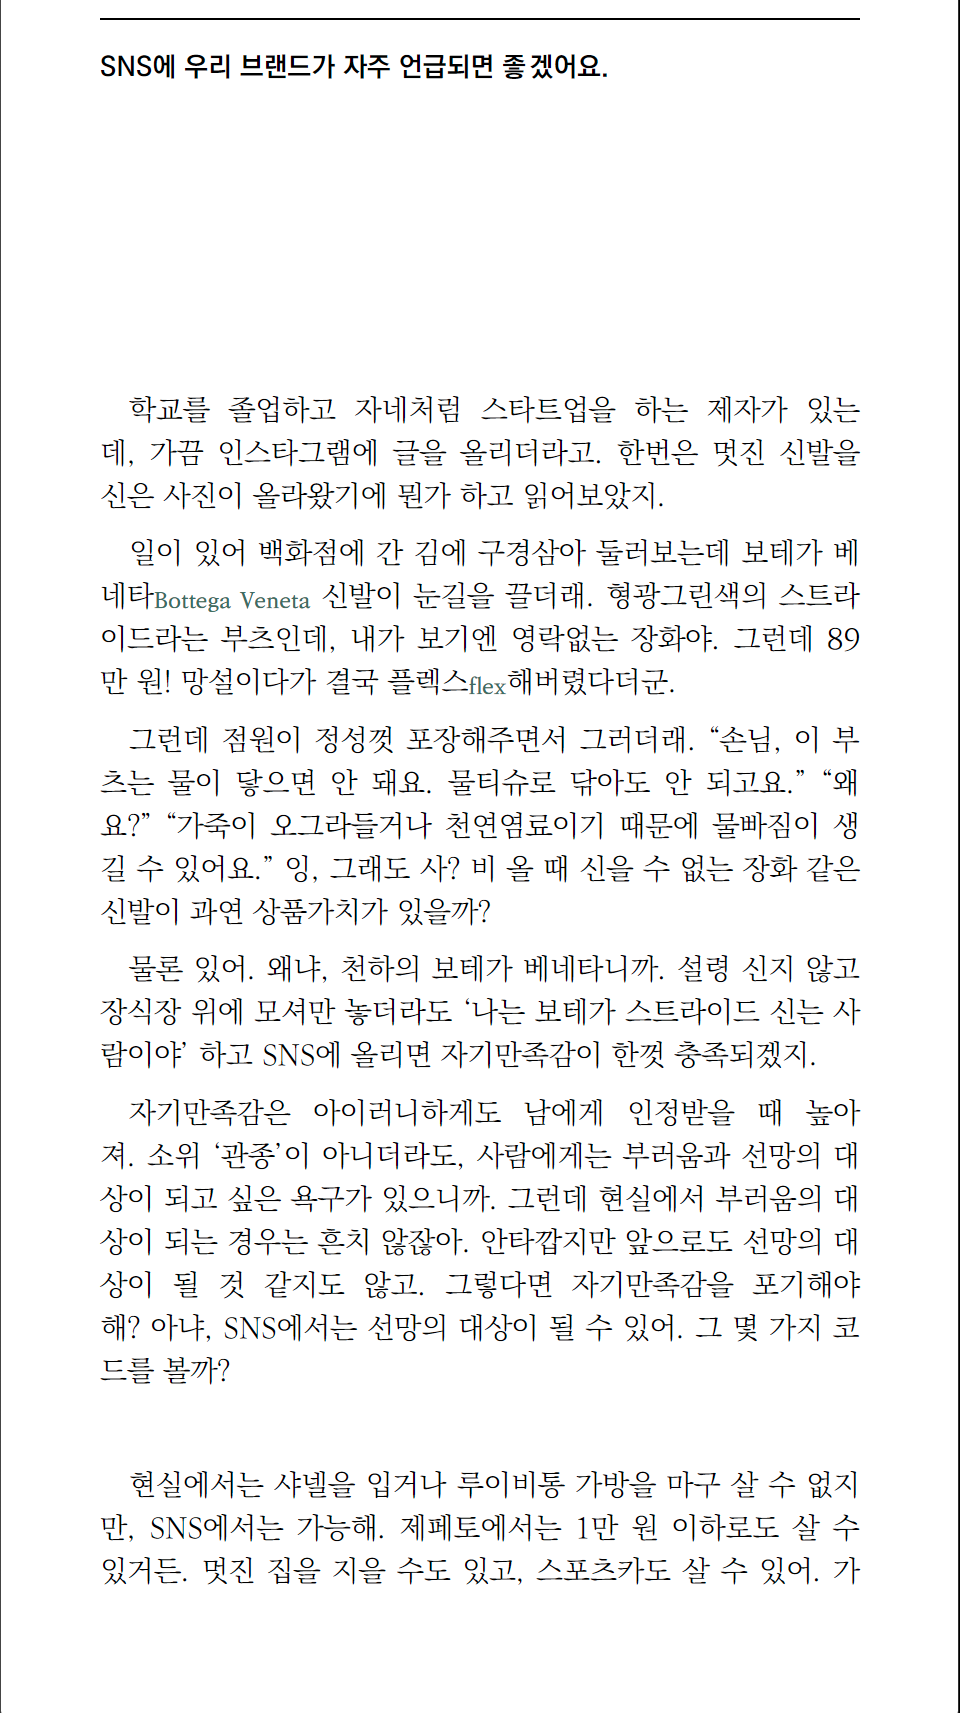 SNS에 우리 브랜드가 자주 언급되면 좋겠어요.
학교를 졸업하고 자네처럼 스타트업을 하는 제자가 있는
데, 가끔 인스타그램에 글을 올리더라고. 한번은 멋진 신발을
신은 사진이 올라왔기에 뭔가 하고 읽어보았지.
일이 있어 백화점에 간 김에 구경삼아 둘러보는데 보테가 베
네타Bottega Veneta 신발이 눈길을 끌더래. 형광그린색의 스트라
이드라는 부츠인데, 내가 보기엔 영락없는 장화야. 그런데 89
만 원! 망설이다가 결국 플렉스flex해버렸다더군.
그런데 점원이 정성껏 포장해주면서 그러더래. “손님, 이 부
츠는 물이 닿으면 안 돼요. 물티슈로 닦아도 안 되고요.” “왜
요?” “가죽이 오그라들거나 천연염료이기 때문에 물빠짐이 생
길 수 있어요.” 잉, 그래도 사? 비 올 때 신을 수 없는 장화 같은
신발이 과연 상품가치가 있을까?
물론 있어. 왜냐, 천하의 보테가 베네타니까. 설령 신지 않고
장식장 위에 모셔만 놓더라도 ‘나는 보테가 스트라이드 신는 사
람이야’ 하고 SNS에 올리면 자기만족감이 한껏 충족되겠지.
자기만족감은 아이러니하게도 남에게 인정받을 때 높아
져. 소위 ‘관종’이 아니더라도, 사람에게는 부러움과 선망의 대
상이 되고 싶은 욕구가 있으니까. 그런데 현실에서 부러움의 대
상이 되는 경우는 흔치 않잖아. 안타깝지만 앞으로도 선망의 대
상이 될 것 같지도 않고. 그렇다면 자기만족감을 포기해야
해? 아냐, SNS에서는 선망의 대상이 될 수 있어. 그 몇 가지 코
드를 볼까?
현실에서는 샤넬을 입거나 루이비통 가방을 마구 살 수 없지
만, SNS에서는 가능해. 제페토에서는 1만 원 이하로도 살 수
있거든. 멋진 집을 지을 수도 있고, 스포츠카도 살 수 있어. 가